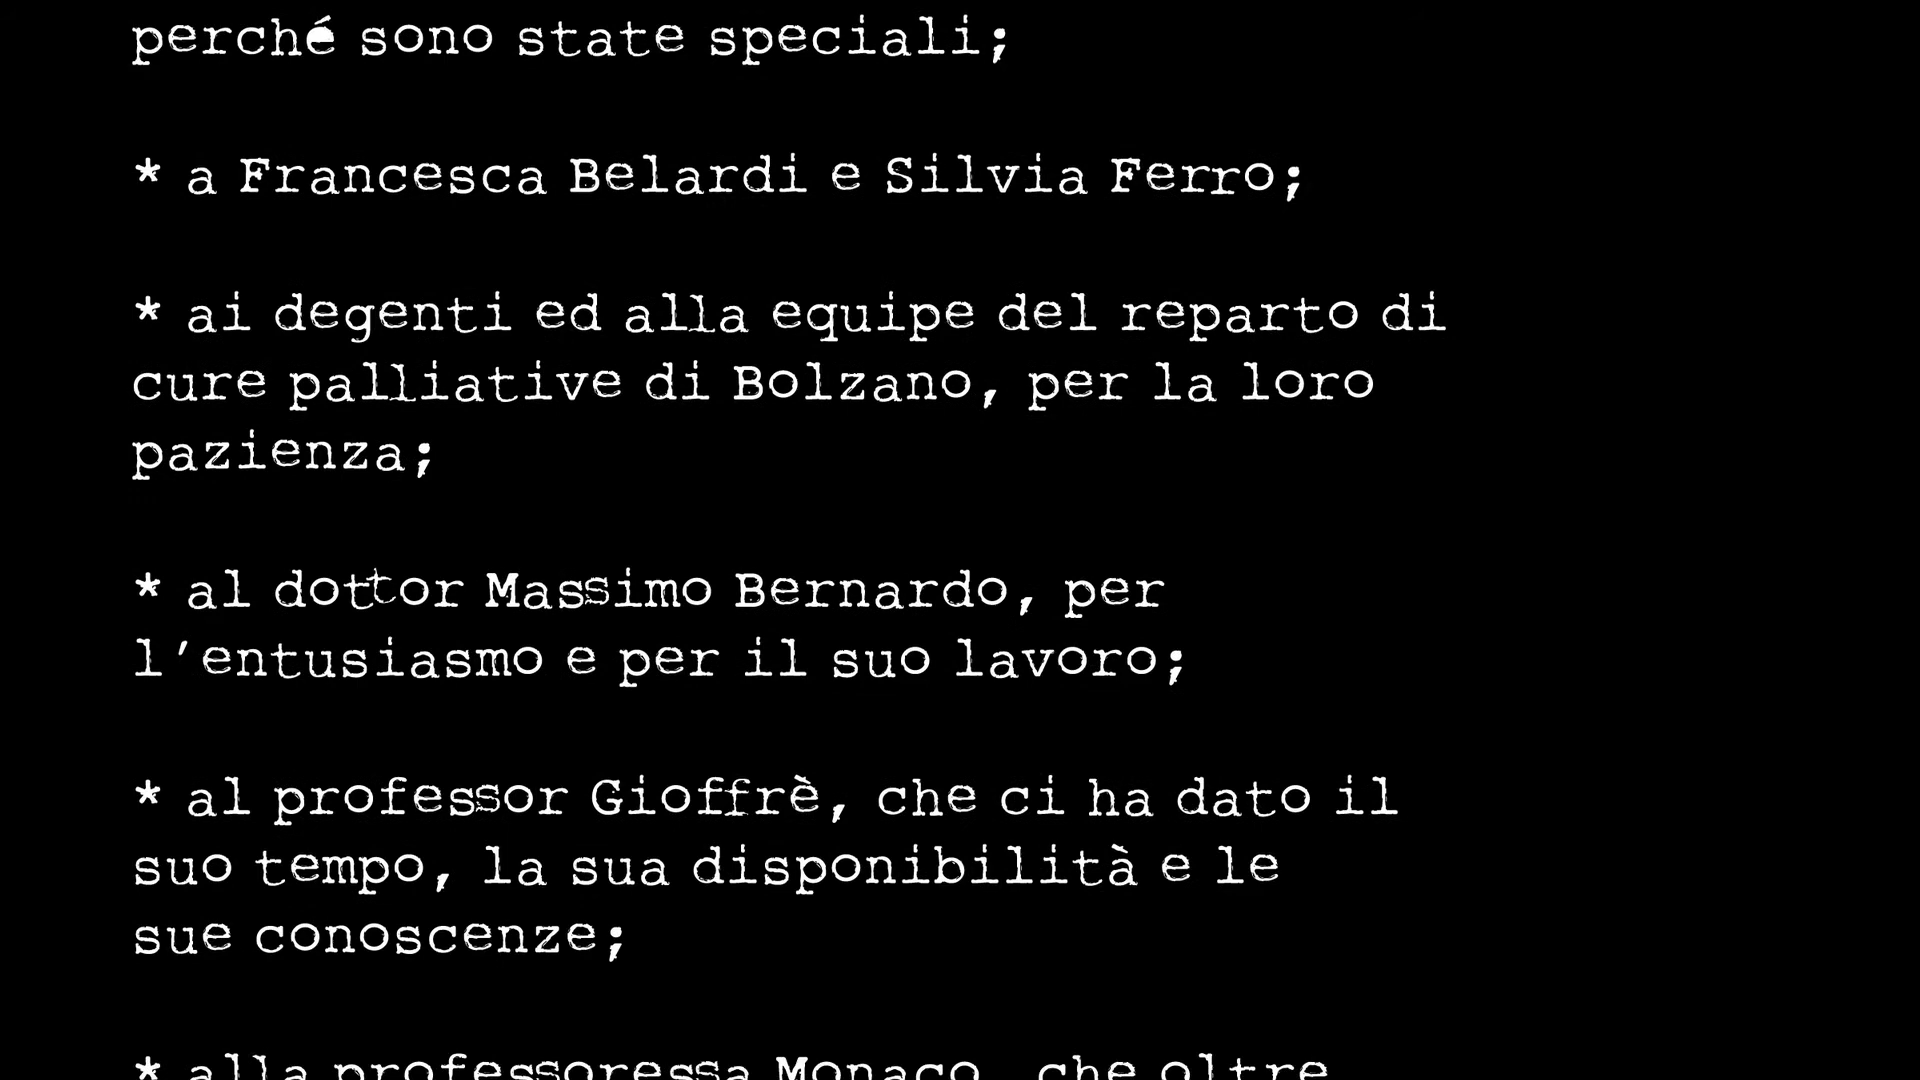 perché sono state speciali;
* a Francesca Belardi e Silvia Ferro;
* ai degenti ed alla equipe del reparto di
cure palliative di Bolzano, per la loro
pazienza;
* al dottor Massimo Bernardo, per
l'entusiasmo e per il suo lavoro;
* al professor Gioffrè, che ci ha dato il
suo tempo, la sua disponibilità e le
sue conoscenze;
* alla professoressa Monaco, che oltre